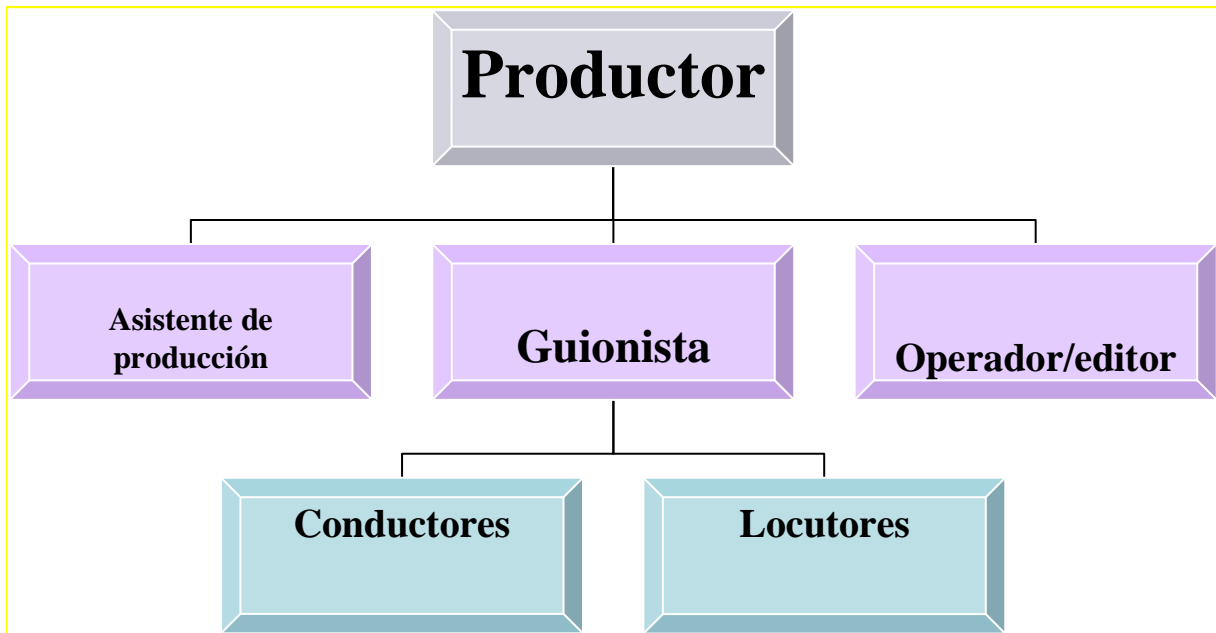 Productor
Asistente de
producción
Guionista
Operador/editor
Conductores
Locutores